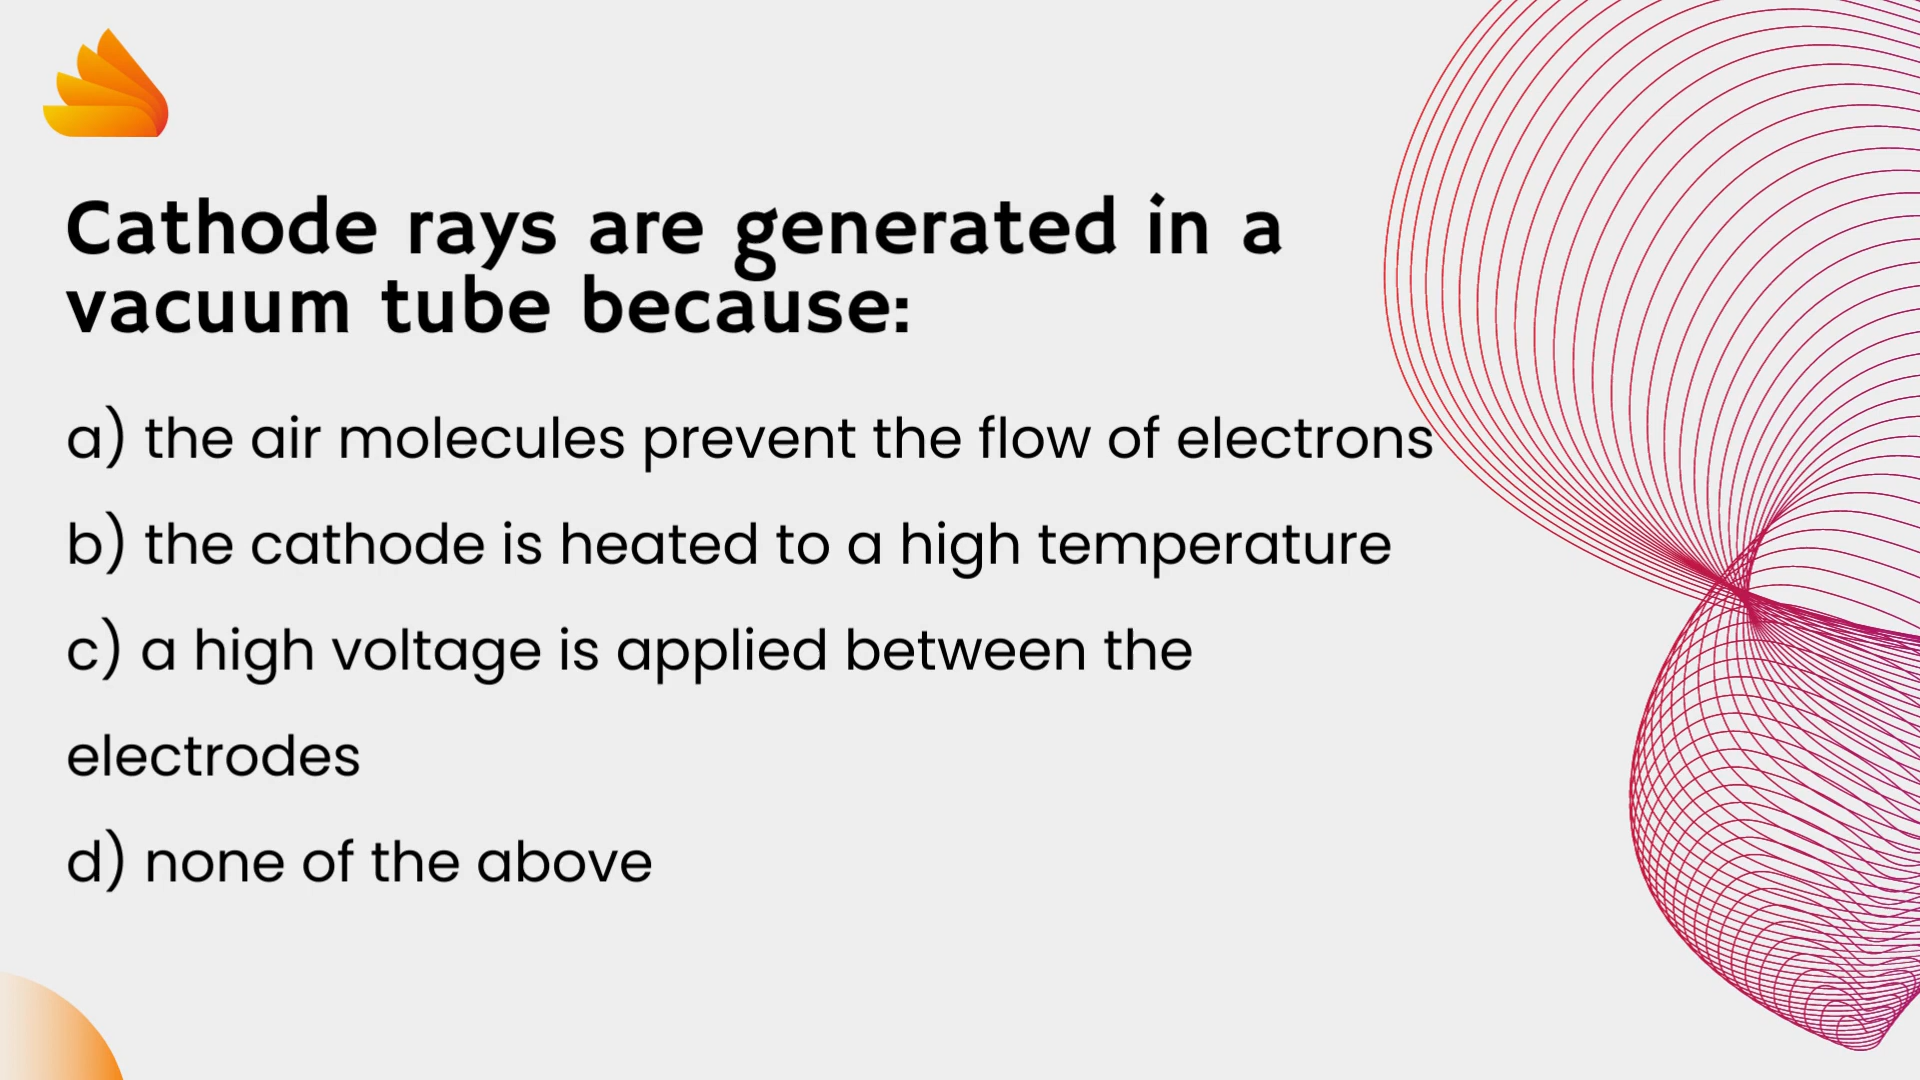 Cathode rays are generated in a
vacuum tube because:
a) the air molecules prevent the flow of electrons
b) the cathode is heated to a high temperature
c) a high voltage is applied between the
electrodes
d) none of the above